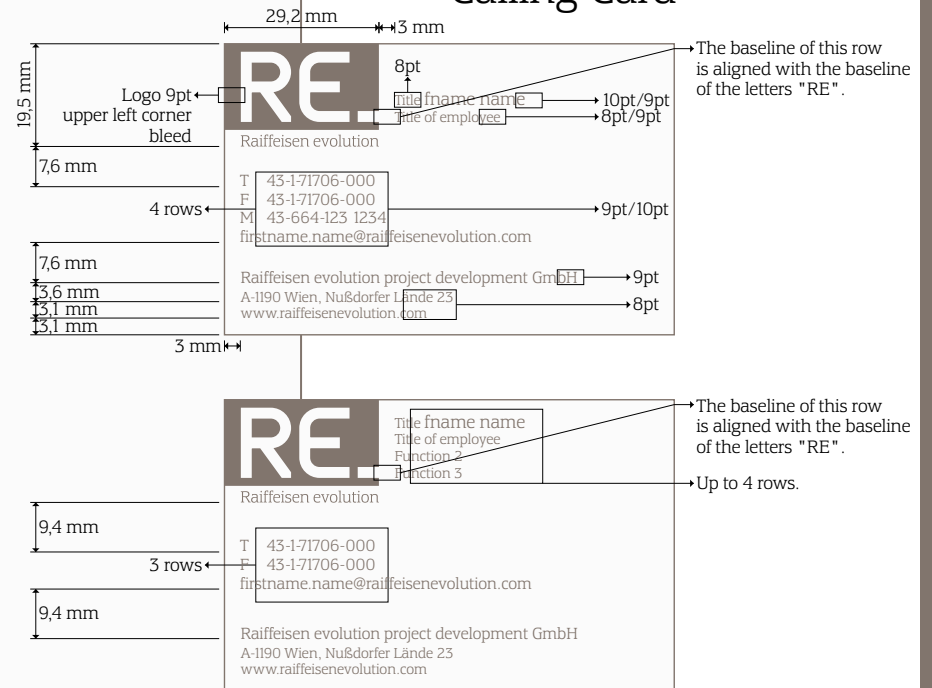 Calling Card
29,2 mm
3 mm
19,5 mm
Logo 9pt
upper left corner
bleed
RE.
Raiffeisen evolution
8pt
Title fname name
Title of employee
10pt/9pt
8pt/9pt
The baseline of this row
is aligned with the baseline
of the letters "RE".
7,6 mm
4 rows
T 43-1-71706-000
F 43-1-71706-000
M 43-664-123 1234
firstname.name@raiffeisenevolution.com
9pt/10pt
7,6 mm
3,6 mm
3,1 mm
3,1 mm
Raiffeisen evolution project development GmbH
A-1190 Wien, Nußdorfer Lände 23
www.raiffeisenevolution.com
9pt
8pt
3 mm
RE.
Raiffeisen evolution
Title fname name
Title of employee
Function 2
Function 3
The baseline of this row
is aligned with the baseline
of the letters "RE".
Up to 4 rows.
9,4 mm
3 rows
T 43-1-71706-000
F 43-1-71706-000
firstname.name@raiffeisenevolution.com
9,4 mm
Raiffeisen evolution project development GmbH
A-1190 Wien, Nußdorfer Lände 23
www.raiffeisenevolution.com